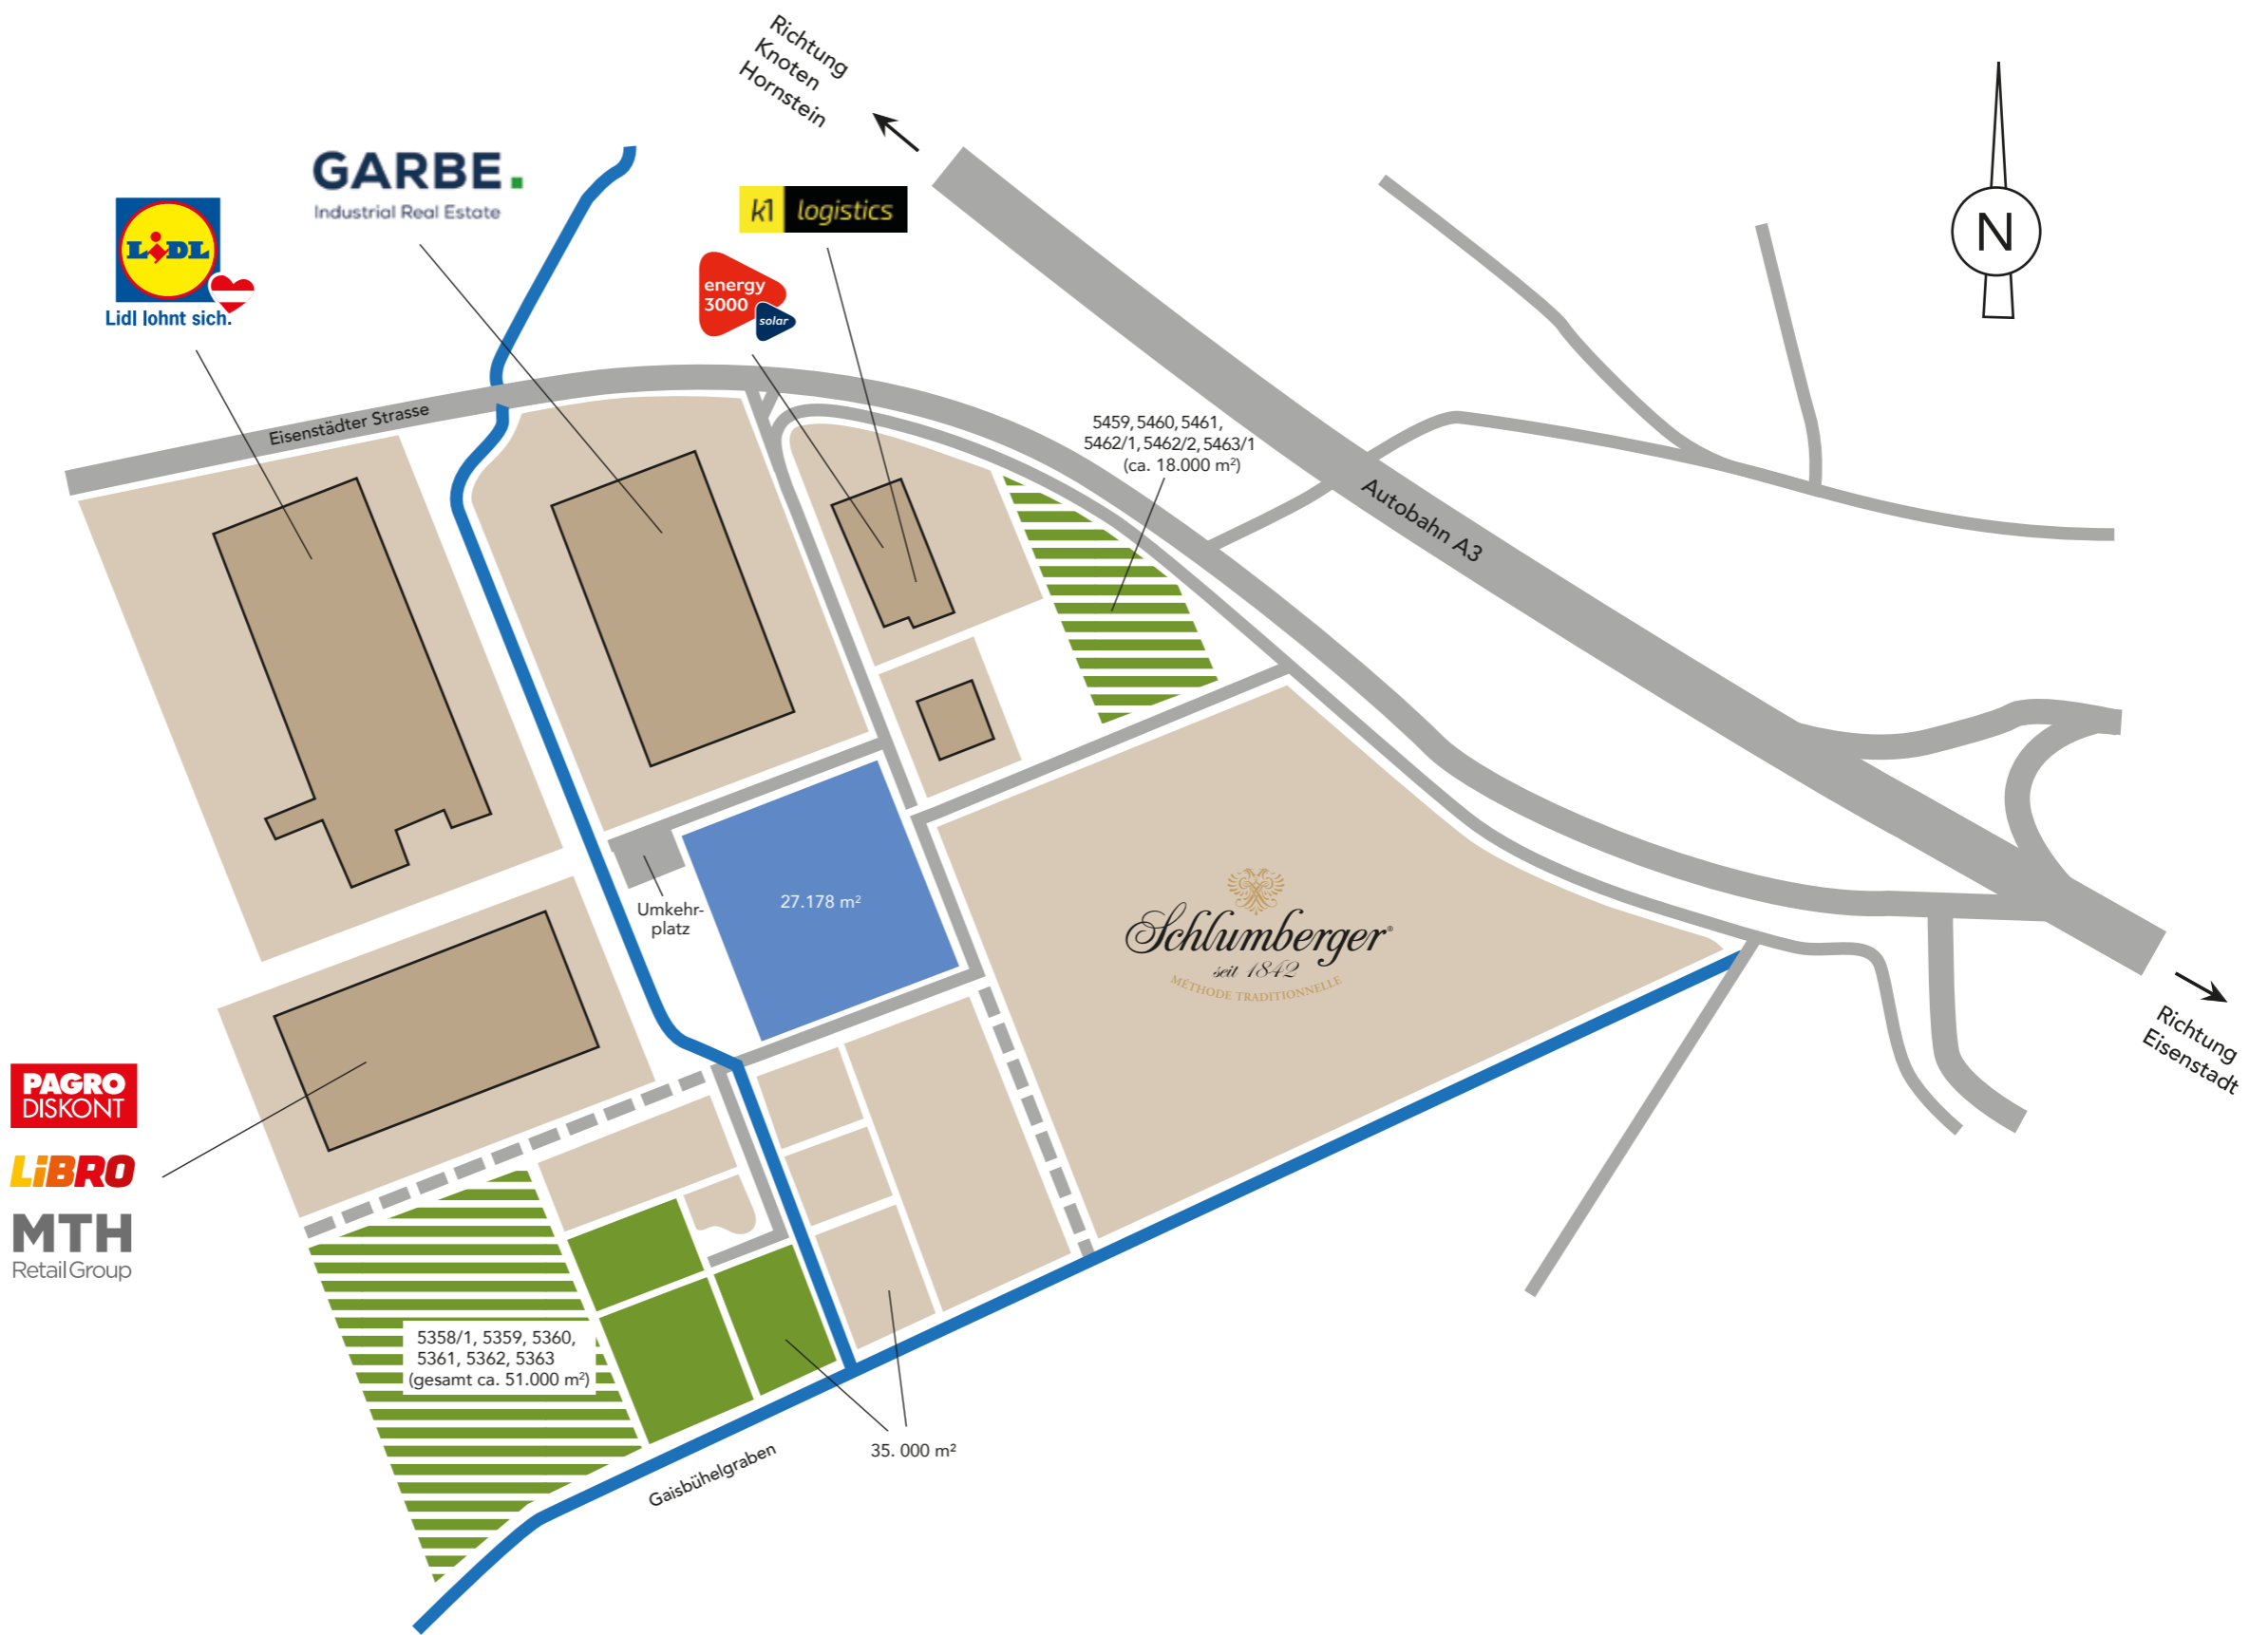 Richtung
Knoten
Hornstein
GARBE.
Industrial Real Estate
k1 logistics
LiDL
Lidl lohnt sich.
energy
3000
solar
N
Eisenstädter Strasse
5459, 5460, 5461,
5462/1, 5462/2, 5463/1
(ca. 18.000 m²)
Autobahn A3
27.178 m²
Umkehr-
platz
Schlumberger®
seit 1842
METHODE TRADITIONNELLE
Richtung
Eisenstadt
PAGRO
DISKONT
LiBRO
MTH
Retail Group
5358/1, 5359, 5360,
5361, 5362, 5363
(gesamt ca. 51.000 m²)
35. 000 m²
Gaisbühelgraben